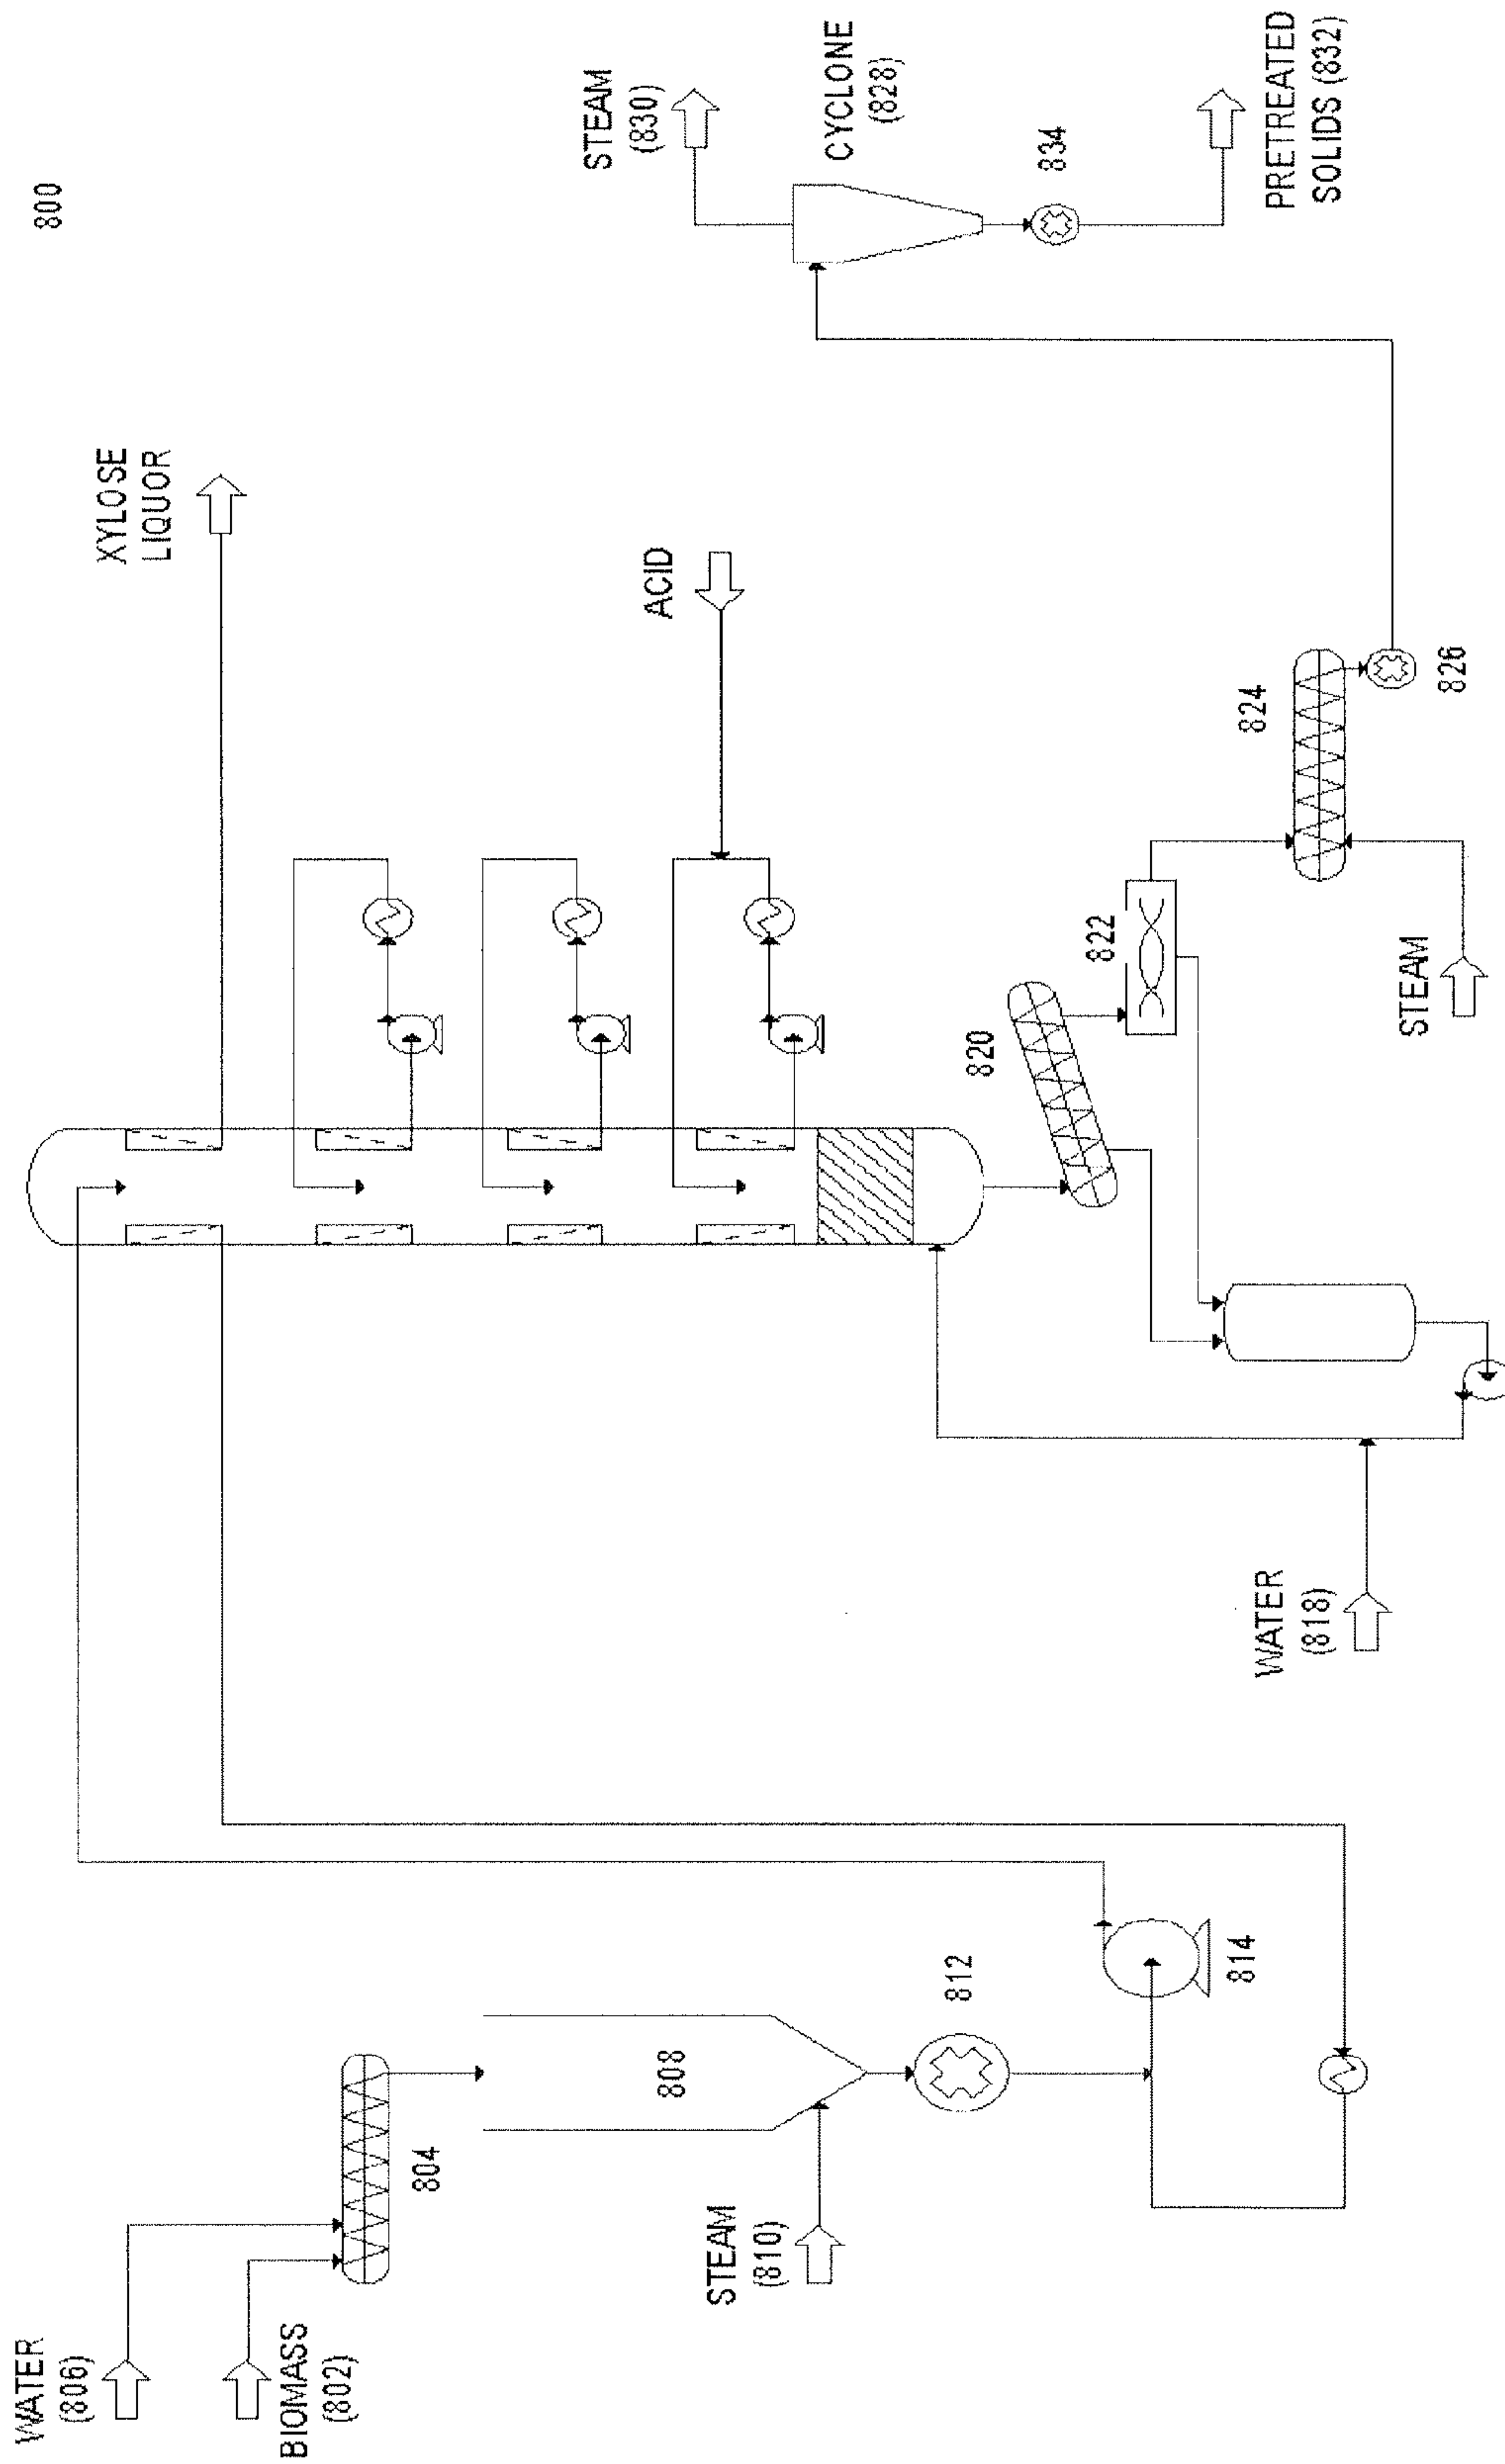 800
WATER
(806)
BIOMASS
(802)
804
808
STEAM
(810)
812
814
XYLOSE
LIQUOR
ACID
820
822
824
826
STEAM
WATER
(818)
STEAM
(830)
CYCLONE
(828)
834
PRETREATED
SOLIDS (832)